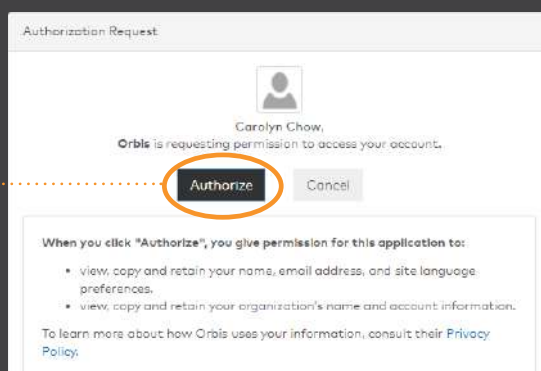 Authorization Request
Carolyn Chow,
Orbis is requesting permission to access your account.
Authorize
Cancel
When you click "Authorize", you give permission for this application to:
• view, copy and retain your name, email address, and site language
preferences.
• view, copy and retain your organization's name and account information.
To learn more about how Orbis uses your information, consult their Privacy
Policy.